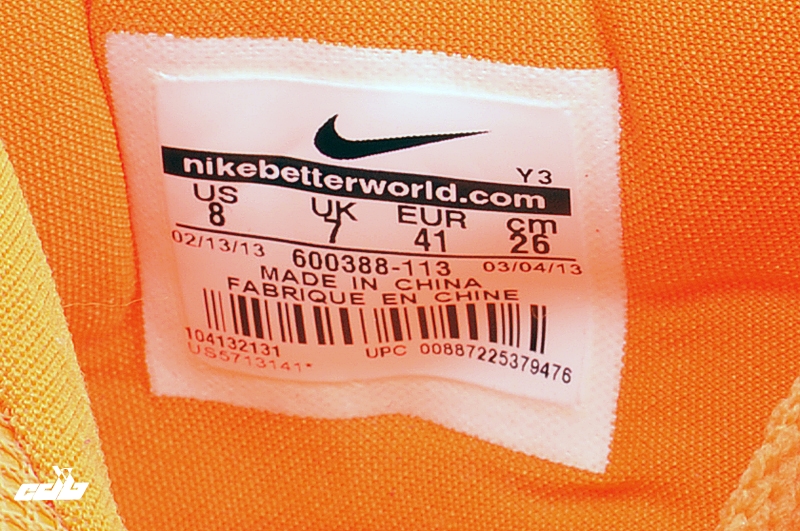 Y3
nikebetterworld.com
US UK EUR cm
8 7 41 26
02/13/13 600388-113 03/04/13
MADE IN CHINA
FABRIQUE EN CHINE
104132131
US5713141* UPC 00887225379476